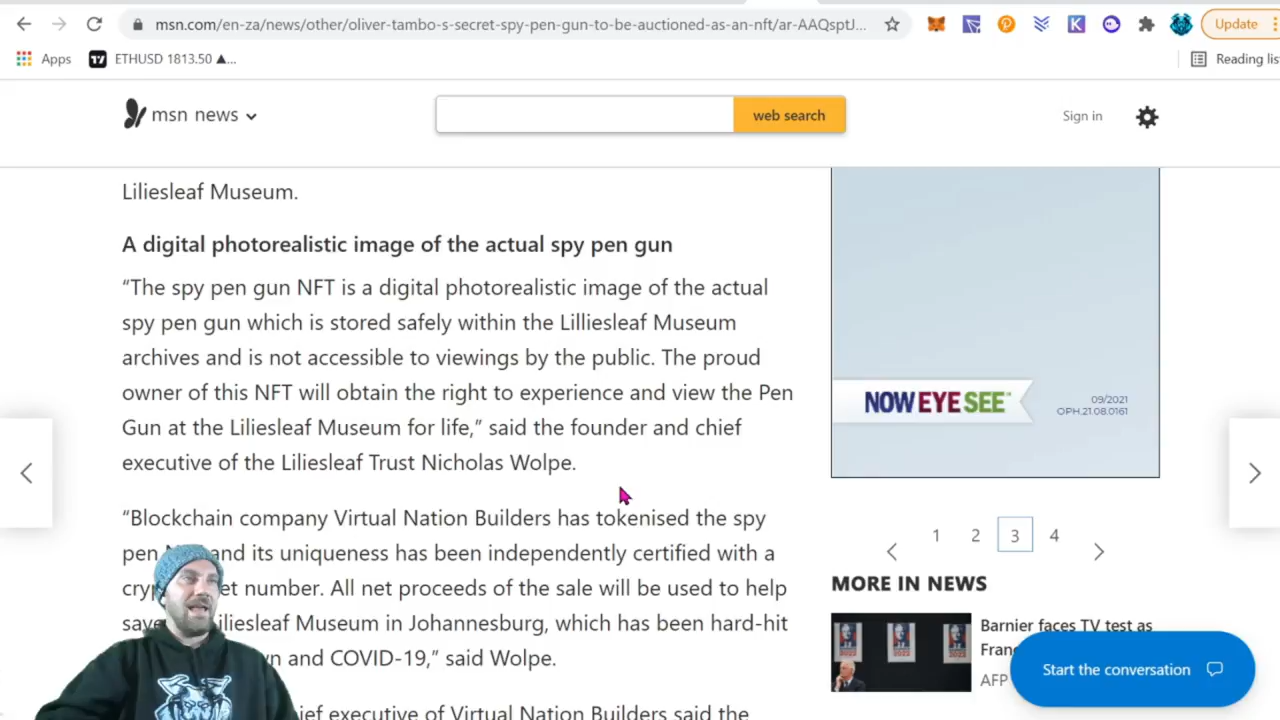 msn.com/en-za/news/other/oliver-tambo-s-secret-spy-pen-gun-to-be-auctioned-as-an-nft/ar-AAQsptJ...
Update
Apps
ETHUSD 1813.50 ▲...
Reading lis
msn news
web search
Sign in
Liliesleaf Museum.
A digital photorealistic image of the actual spy pen gun
“The spy pen gun NFT is a digital photorealistic image of the actual
spy pen gun which is stored safely within the Lilliesleaf Museum
archives and is not accessible to viewings by the public. The proud
owner of this NFT will obtain the right to experience and view the Pen
Gun at the Liliesleaf Museum for life,” said the founder and chief
executive of the Liliesleaf Trust Nicholas Wolpe.
“Blockchain company Virtual Nation Builders has tokenised the spy
pen and its uniqueness has been independently certified with a
number. All net proceeds of the sale will be used to help
save iliesleaf Museum in Johannesburg, which has been hard-hit
n and COVID-19,” said Wolpe.
ief executive of Virtual Nation Builders said the
NOW EYE SEE™
09/2021
OPH.21.08.0161
1 2 3 4
MORE IN NEWS
Barnier faces TV test as
Fran
AFP
Start the conversation